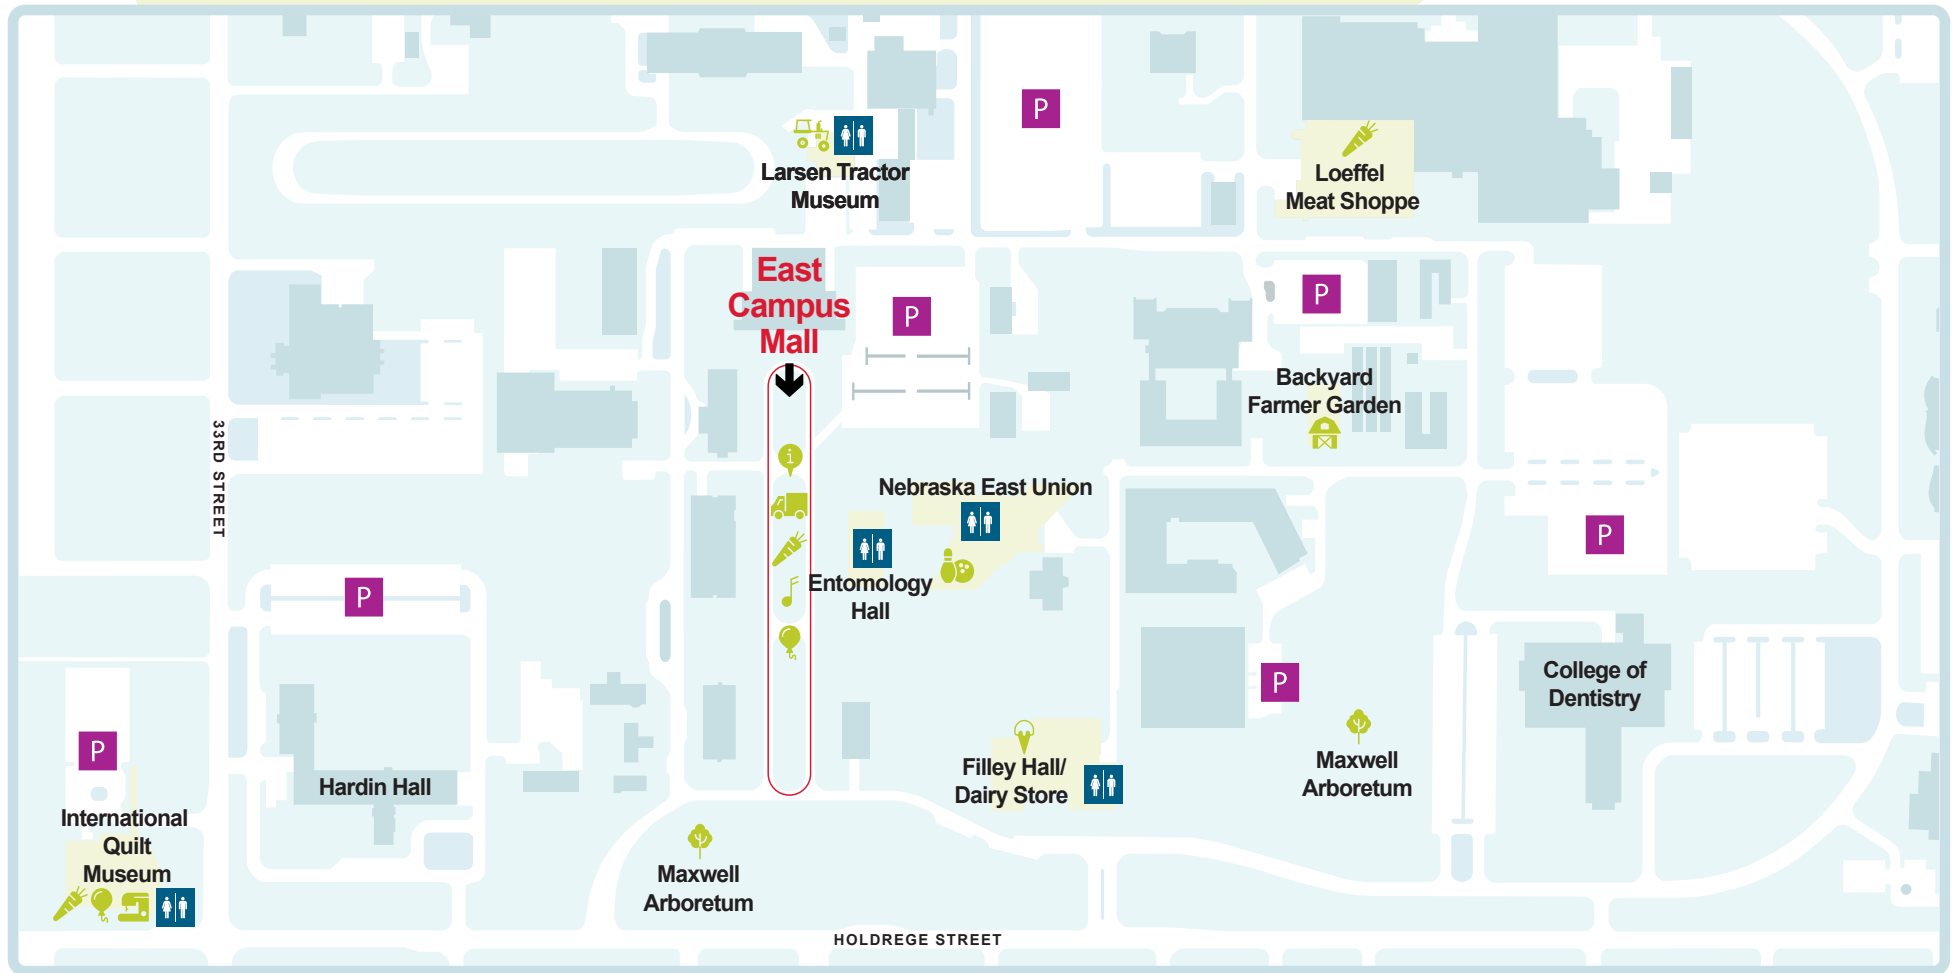 P
Larsen Tractor
Museum
Loeffel
Meat Shoppe
East
Campus
Mall
P
P
Backyard
Farmer Garden
33RD STREET
i
Nebraska East Union
Entomology
Hall
P
P
P
College of
Dentistry
P
Hardin Hall
Filley Hall/
Dairy Store
Maxwell
Arboretum
International
Quilt
Museum
Maxwell
Arboretum
HOLDREGE STREET